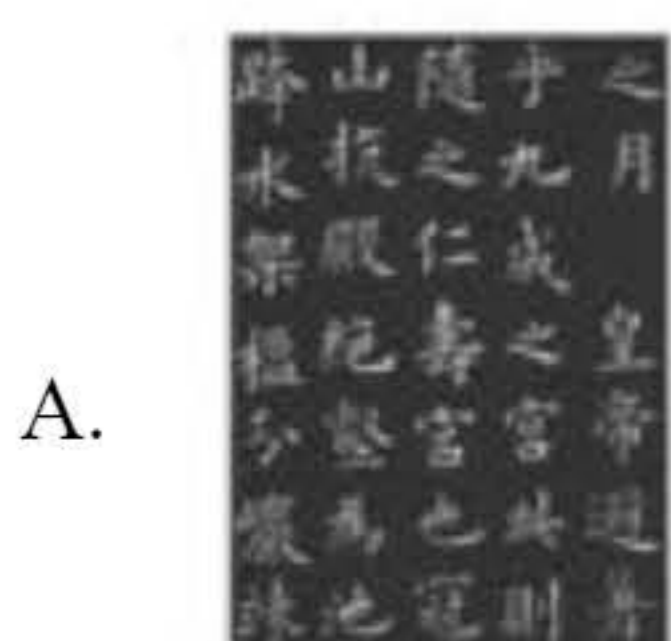 A.
之月皇帝避暑
乎九成之宮此則
隨之仁壽宮也冠
山抗殿絕壑為池
跨水架楹分巖竦